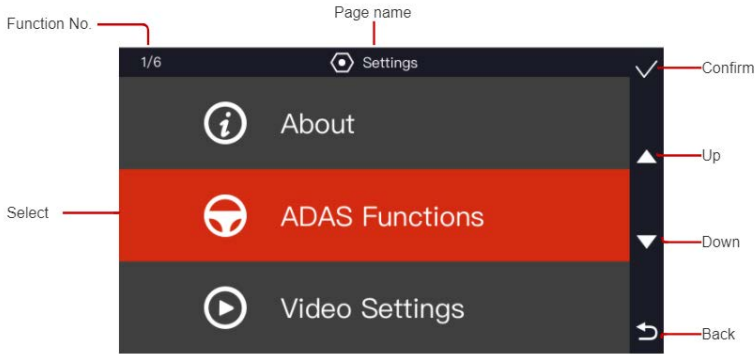 Page name
Function No.
1/6
Settings
Confirm
About
Up
Select
ADAS Functions
Down
Video Settings
Back